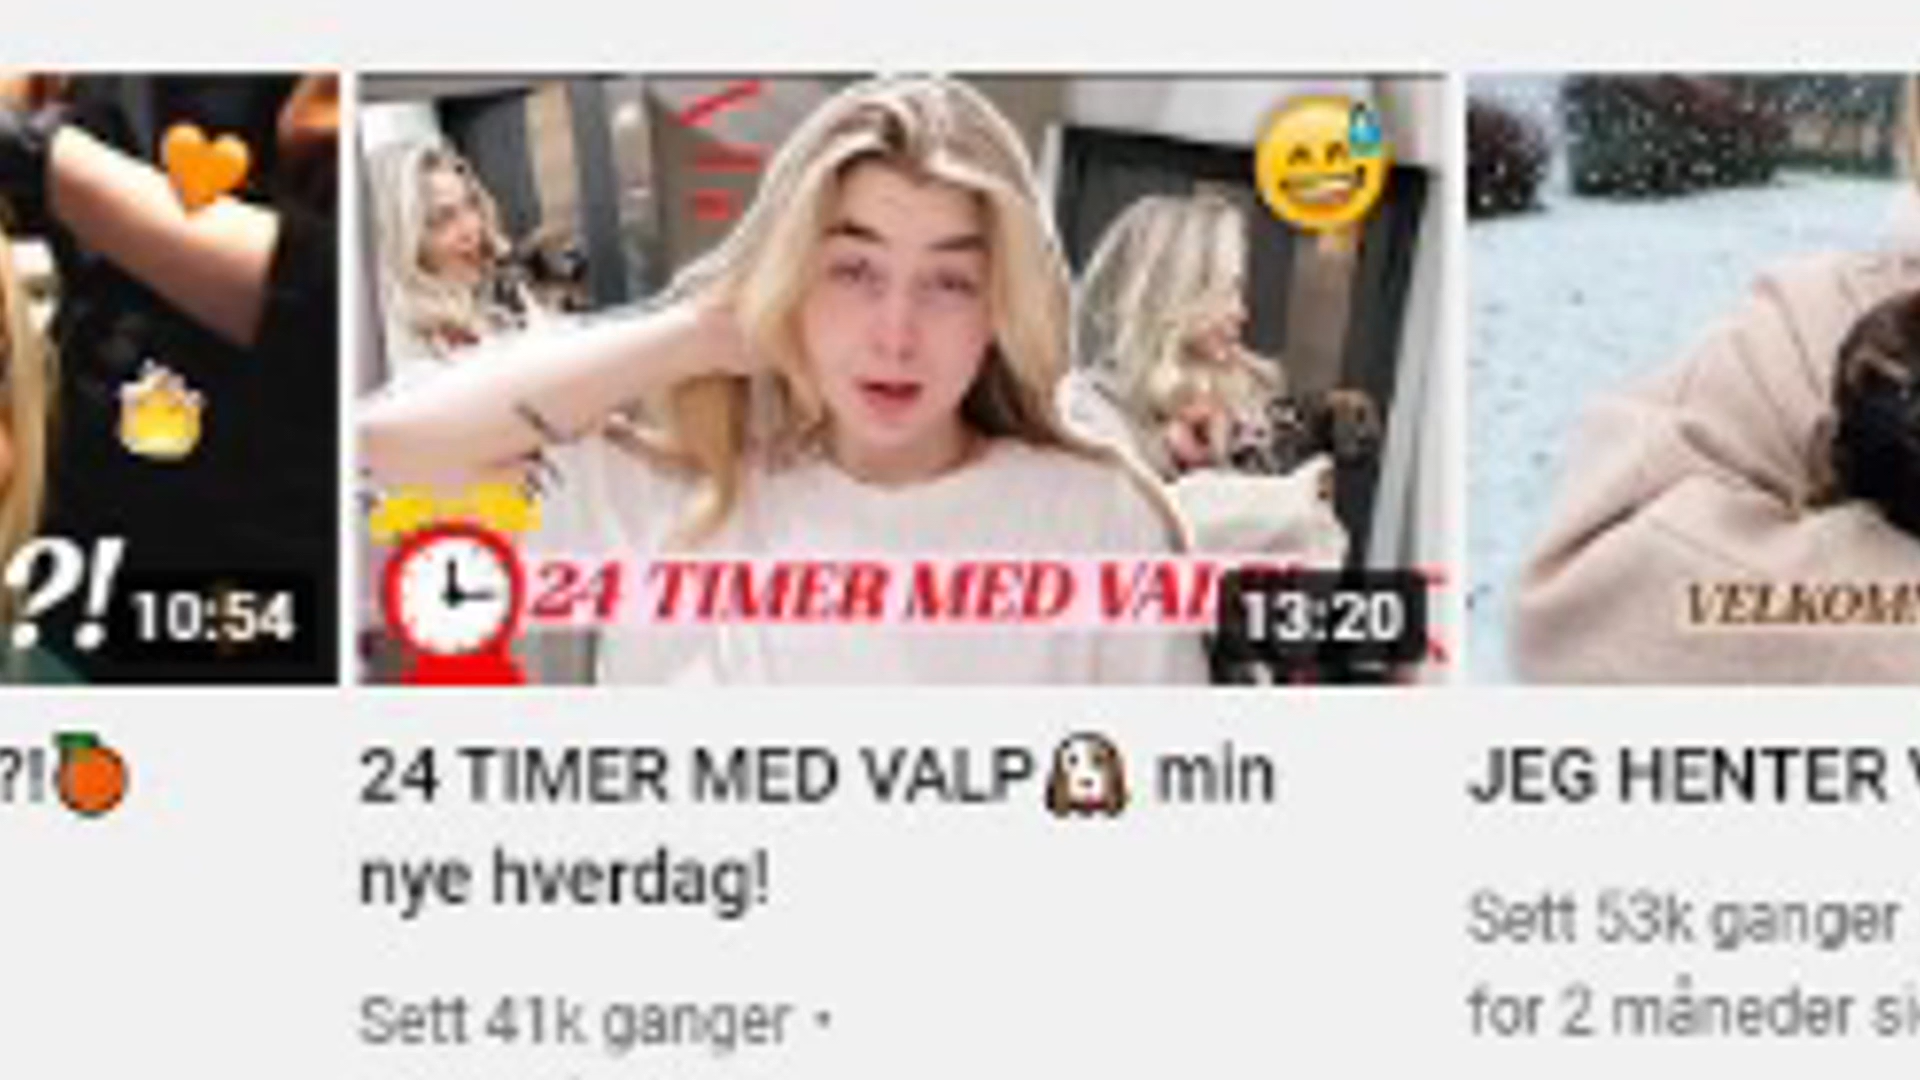 ?!
10:54
24 TIMER MED VALP
13:20
VELKOM
?!
24 TIMER MED VALP min
nye hverdag!
Sett 41k ganger •
JEG HENTER V
Sett 53k ganger
for 2 måneder si